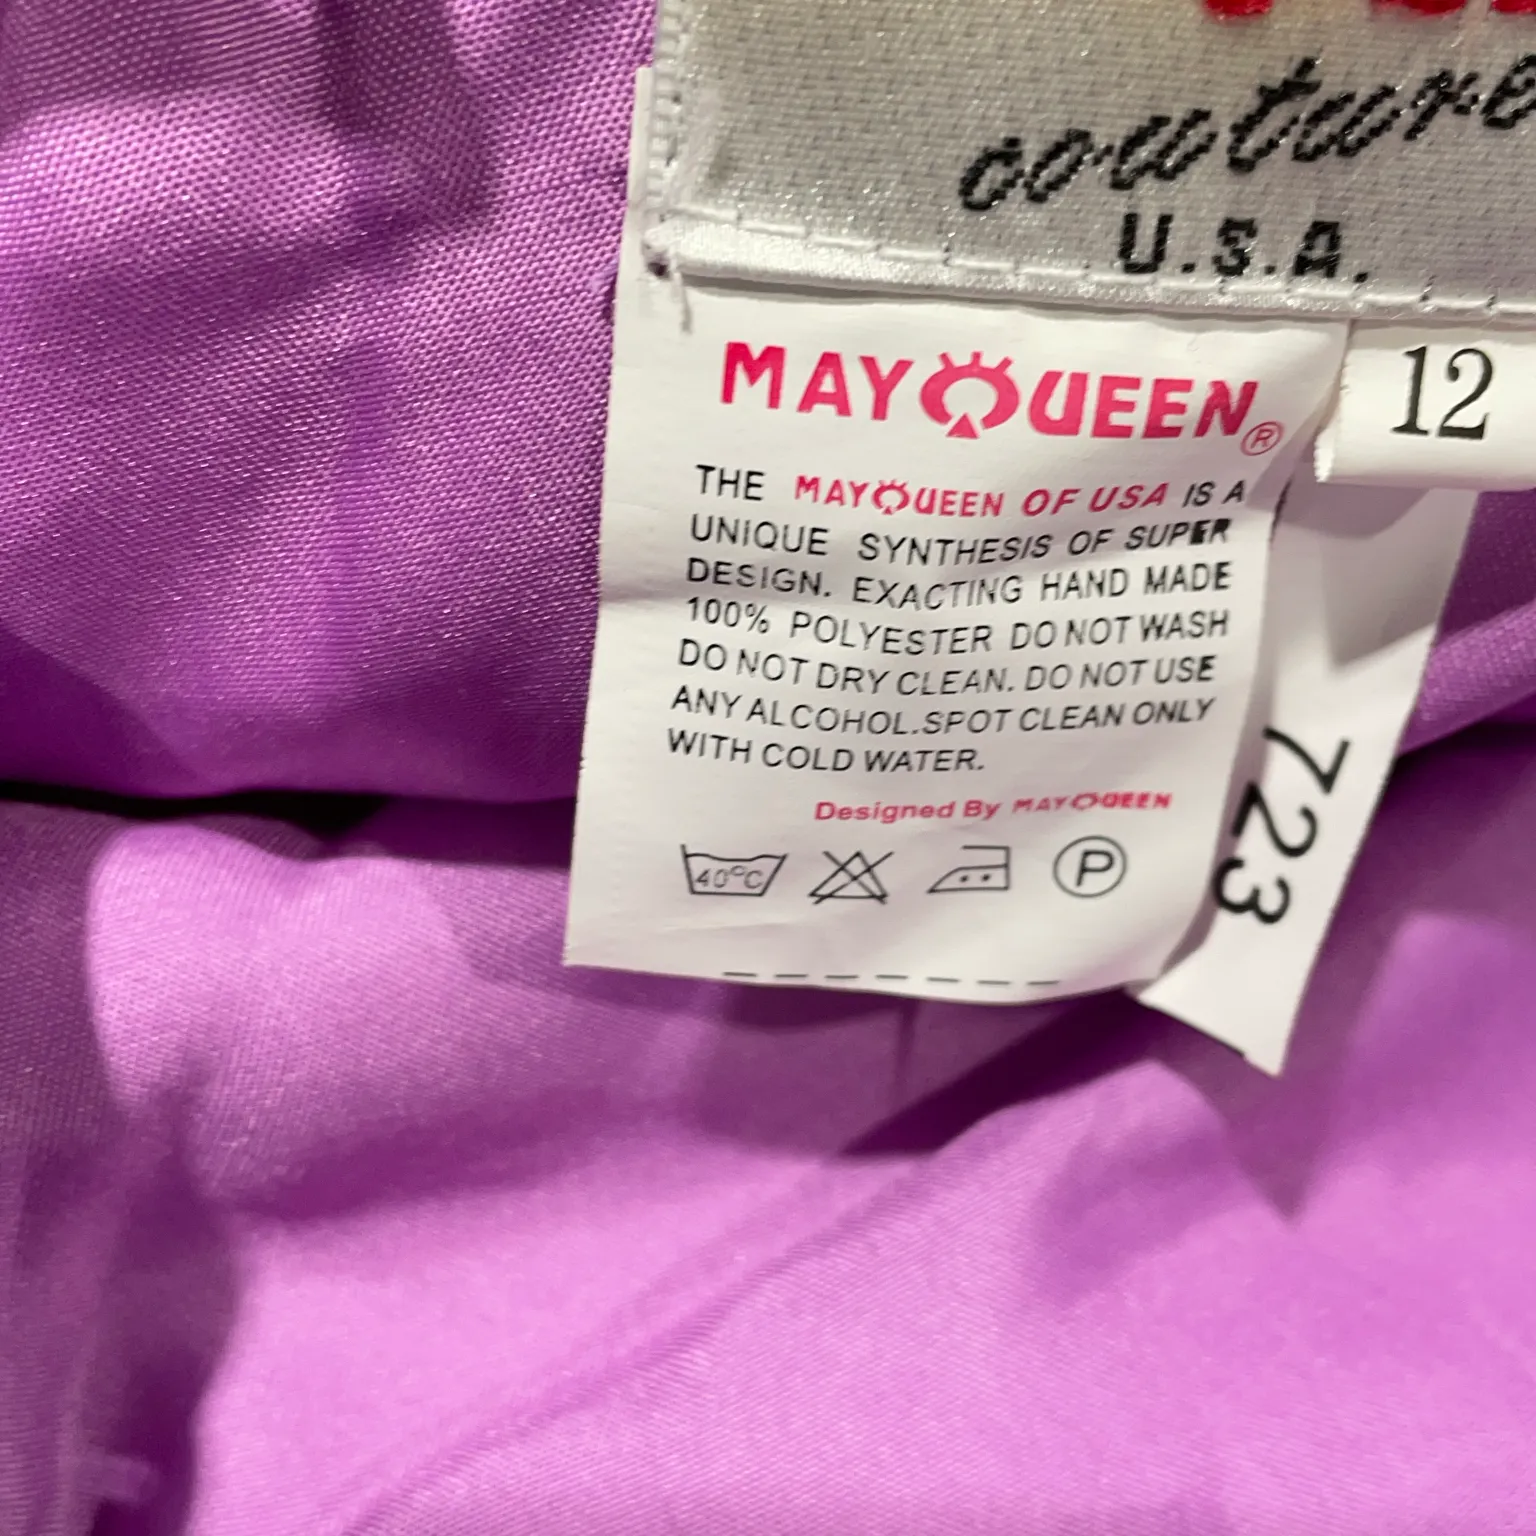 couture
U.S.A.
MAYQUEEN®
12
THE MAYQUEEN OF USA IS A
UNIQUE SYNTHESIS OF SUPER
DESIGN. EXACTING HAND MADE
100% POLYESTER DO NOT WASH
DO NOT DRY CLEAN. DO NOT USE
ANY ALCOHOL.SPOT CLEAN ONLY
WITH COLD WATER.
Designed By MAYQUEEN
40°C
P
723